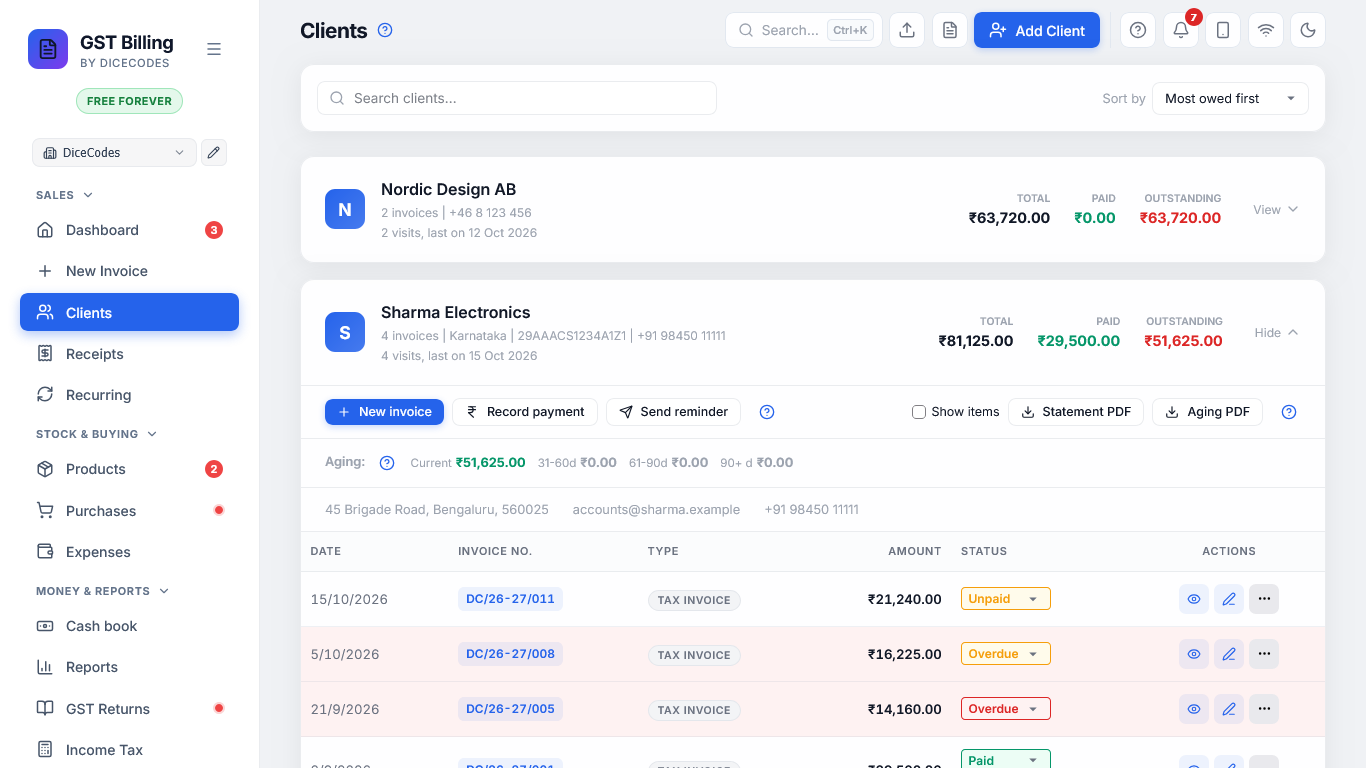 GST Billing
BY DICECODES
FREE FOREVER
DiceCodes
SALES
Dashboard 3
New Invoice
Clients
Receipts
Recurring
STOCK & BUYING
Products 2
Purchases
Expenses
MONEY & REPORTS
Cash book
Reports
GST Returns
Income Tax
Clients
Search... Ctrl+K
Add Client
7
Search clients...
Sort by Most owed first
N
Nordic Design AB
2 invoices | +46 8 123 456
2 visits, last on 12 Oct 2026
TOTAL PAID OUTSTANDING
₹63,720.00 ₹0.00 ₹63,720.00
View
S
Sharma Electronics
4 invoices | Karnataka | 29AAACS1234A1Z1 | +91 98450 11111
4 visits, last on 15 Oct 2026
TOTAL PAID OUTSTANDING
₹81,125.00 ₹29,500.00 ₹51,625.00
Hide
New invoice ₹ Record payment Send reminder Show items Statement PDF Aging PDF
Aging: Current ₹51,625.00 31-60d ₹0.00 61-90d ₹0.00 90+ d ₹0.00
45 Brigade Road, Bengaluru, 560025 accounts@sharma.example +91 98450 11111
DATE INVOICE NO. TYPE AMOUNT STATUS ACTIONS
15/10/2026 DC/26-27/011 TAX INVOICE ₹21,240.00 Unpaid
5/10/2026 DC/26-27/008 TAX INVOICE ₹16,225.00 Overdue
21/9/2026 DC/26-27/005 TAX INVOICE ₹14,160.00 Overdue
Paid